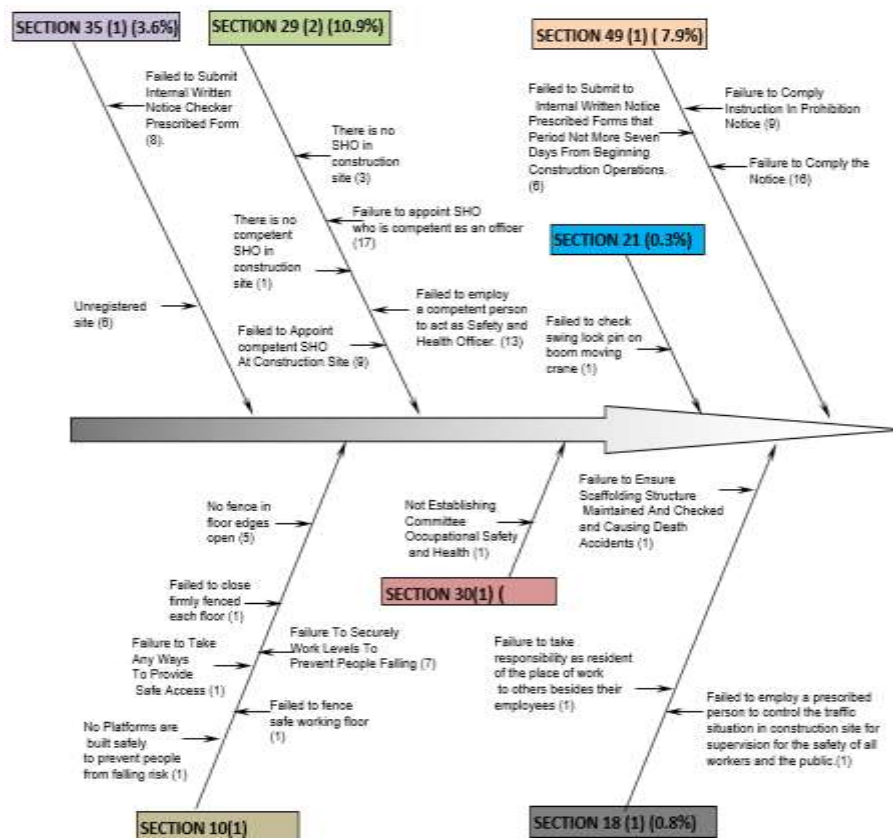 SECTION 35 (1) (3.6%)
SECTION 29 (2) (10.9%)
SECTION 49 (1) ( 7.9%)
Failed to Submit
Internal Written
Notice Checker
Prescribed Form
(8).
Unregistered
site (6)
There is no
SHO in
construction
site (3)
Failure to appoint SHO
who is competent as an officer
(17)
There is no
competent
SHO in
construction
site (1)
Failed to employ
a competent person
to act as Safety and
Health Officer. (13)
Failed to Appoint
competent SHO
At Construction Site (9)
Failed to Submit to
Internal Written Notice
Prescribed Forms that
Period Not More Seven
Days From Beginning
Construction Operations.
(6)
Failure to Comply
Instruction In Prohibition
Notice (9)
Failure to Comply the
Notice (16)
SECTION 21 (0.3%)
Failed to check
swing lock pin on
boom moving
crane (1)
No fence in
floor edges
open (5)
Failed to close
firmly fenced
each floor (1)
Failure To Securely
Work Levels To
Prevent People Falling (7)
Failure to Take
Any Ways
To Provide
Safe Access (1)
Failed to fence
safe working floor
(1)
No Platforms are
built safely
to prevent people
from falling risk (1)
SECTION 10(1)
Not Establishing
Committee
Occupational Safety
and Health (1)
SECTION 30(1) (
Failure to Ensure
Scaffolding Structure
Maintained And Checked
and Causing Death
Accidents (1)
Failure to take
responsibility as resident
of the place of work
to others besides their
employees (1)
Failed to employ a prescribed
person to control the traffic
situation in construction site for
supervision for the safety of all
workers and the public.(1)
SECTION 18 (1) (0.8%)